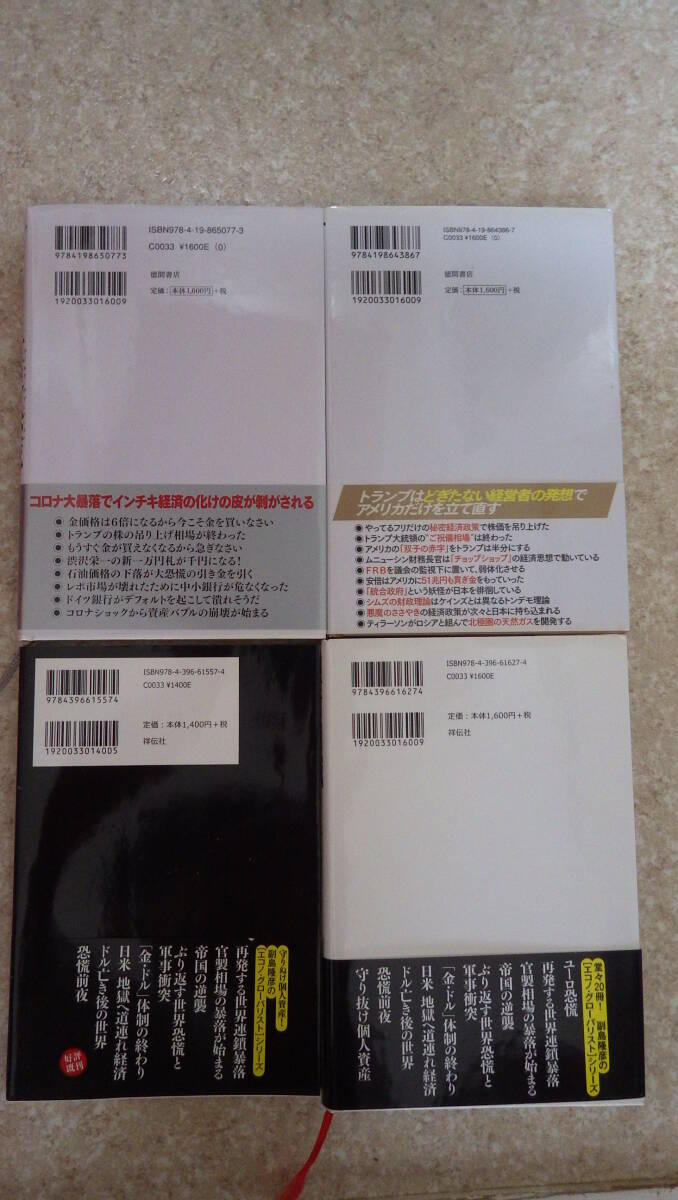 ISBN978-4-19-865077-3
C0033 ¥1600E (0)
9784198650773
徳間書店
定価：本体1,600円+税
1920033016009
コロナ大暴落でインチキ経済の化けの皮が剝がされる
●金価格は6倍になるから今こそ金を買いなさい
●トランプの株の吊り上げ相場が終わった
●もうすぐ金が買えなくなるから急ぎなさい
●渋沢栄一の新一万円札が千円になる!
●石油価格の下落が大恐慌の引き金を引く
●レポ市場が壊れたために中小銀行が危なくなった
●ドイツ銀行がデフォルトを起こして潰れそうだ
●コロナショックから資産バブルの崩壊が始まる
ISBN978-4-19-864386-7
C0033 ¥1600E (0)
9784198643867
徳間書店
定価：本体1,600円+税
1920033016009
トランプはどぎたない経営者の発想で
アメリカだけを立て直す
●やってるフリだけの秘密経済政策で株価を吊り上げた
●トランプ大統領の“ご祝儀相場”は終わった
●アメリカの「双子の赤字」をトランプは半分にする
●ムニューシン財務長官は「チョップショップ」の経済思想で動いている
●FRBを議会の監視下に置いて、弱体化させる
●安倍はアメリカに51兆円も貢ぎ金をもっていった
●「統合政府」という妖怪が日本を徘徊している
●シムズの財政理論はケインズとは異なるトンデモ理論
●悪魔のささやきの経済政策が次々と日本に持ち込まれる
●ティラーソンがロシアと組んで北極圏の天然ガスを開発する
ISBN978-4-396-61557-4
C0033 ¥1400E
9784396615574
定価：本体1,400円+税
祥伝社
1920033014005
守りぬけ個人資産!
副島隆彦の
[エコノ・グローバリスト]シリーズ
再発する世界連鎖暴落
官製相場の暴落が始まる
帝国の逆襲
ぶり返す世界恐慌と
軍事衝突
「金・ドル」体制の終わり
日米 地獄へ道連れ経済
ドル亡き後の世界
恐慌前夜
好評
既刊
ISBN978-4-396-61627-4
C0033 ¥1600E
9784396616274
定価：本体1,600円+税
祥伝社
1920033016009
堂々20冊! 副島隆彦の
[エコノ・グローバリスト]シリーズ
ユーロ恐慌
再発する世界連鎖暴落
官製相場の暴落が始まる
帝国の逆襲
ぶり返す世界恐慌と
軍事衝突
「金・ドル」体制の終わり
日米 地獄へ道連れ経済
ドル亡き後の世界
恐慌前夜
守り抜け個人資産